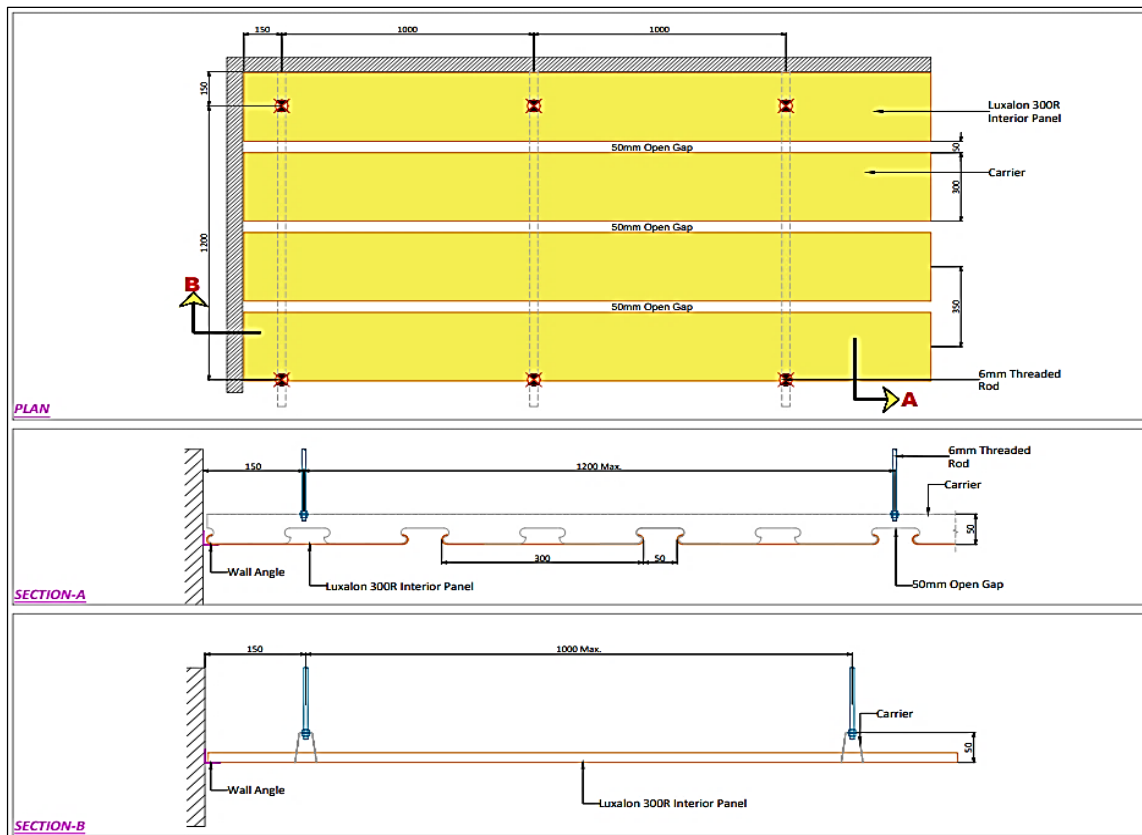 150
1000
1000
150
Luxalon 300R
Interior Panel
50mm Open Gap
50
Carrier
300
50mm Open Gap
1200
B
350
50mm Open Gap
6mm Threaded
Rod
A
PLAN
6mm Threaded
Rod
150
1200 Max.
Carrier
50
300
50
Wall Angle
Luxalon 300R Interior Panel
50mm Open Gap
SECTION-A
150
1000 Max.
Carrier
50
Wall Angle
Luxalon 300R Interior Panel
SECTION-B